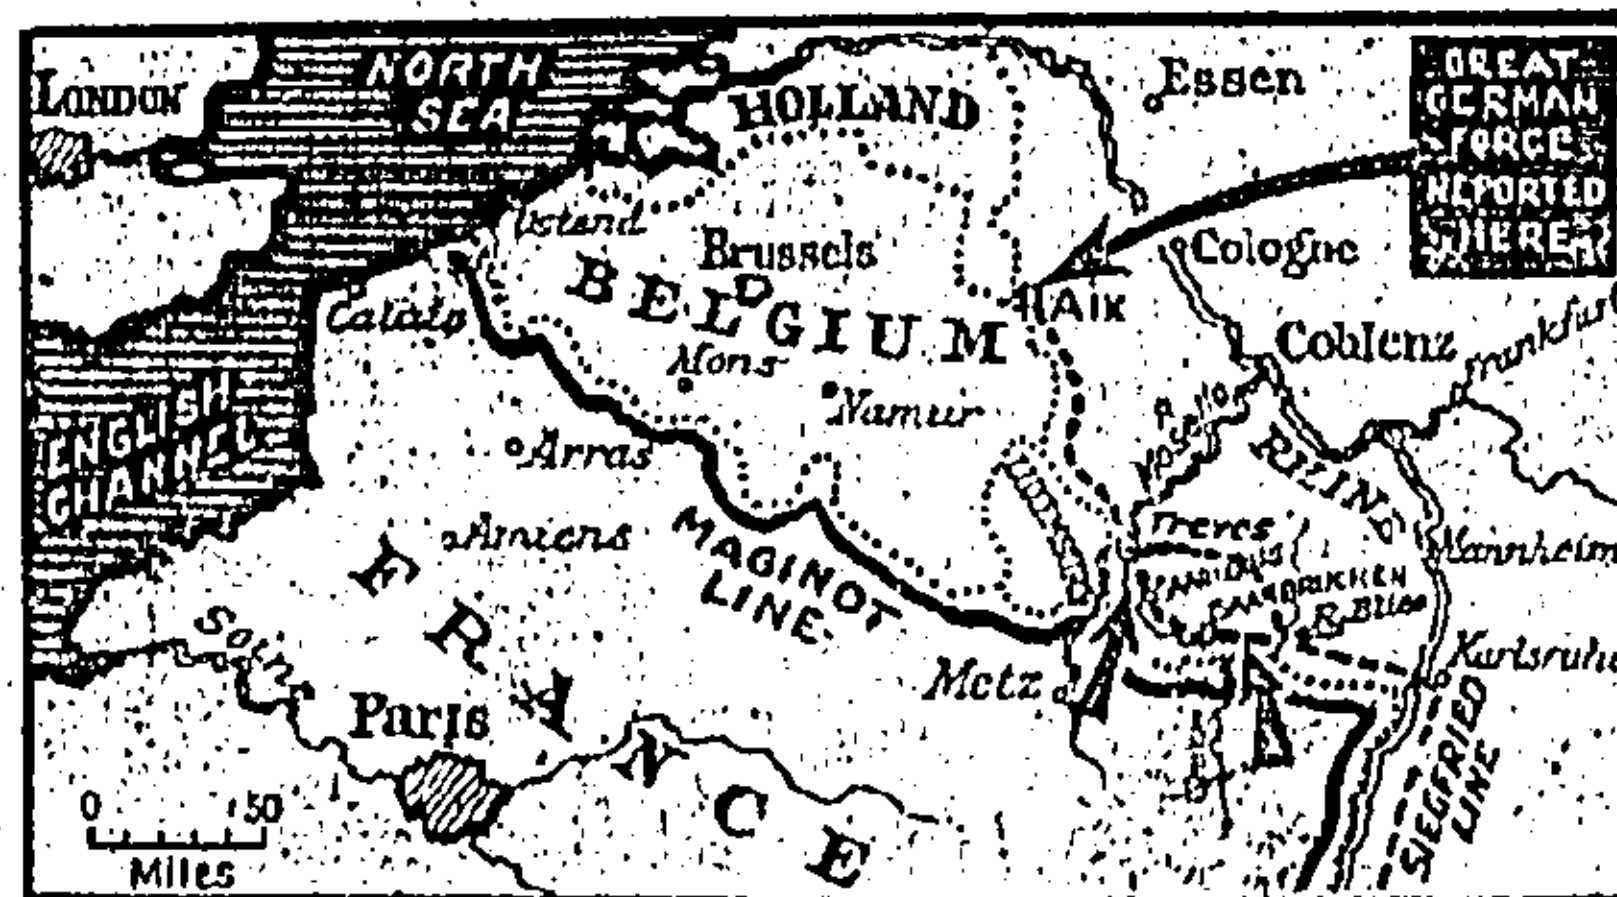 NORTH
SEA
LONDON
HOLLAND
Essen
GREAT
GERMAN
FORCE
REPORTED
HERE
Ostend
Brussels
Cologne
BELGIUM
AIX
Calais
Coblenz
Frankfurt
Mons
Namur
ENGLISH
CHANNEL
Arras
R
Moselle
RHINE
Amiens
MAGINOT
LINE
Treves
Mannheim
SAARBRUCKEN
R. Blies
FRANCE
Metz
Karlsruhe
Paris
SIEGFRIED
LINE
0 50
Miles